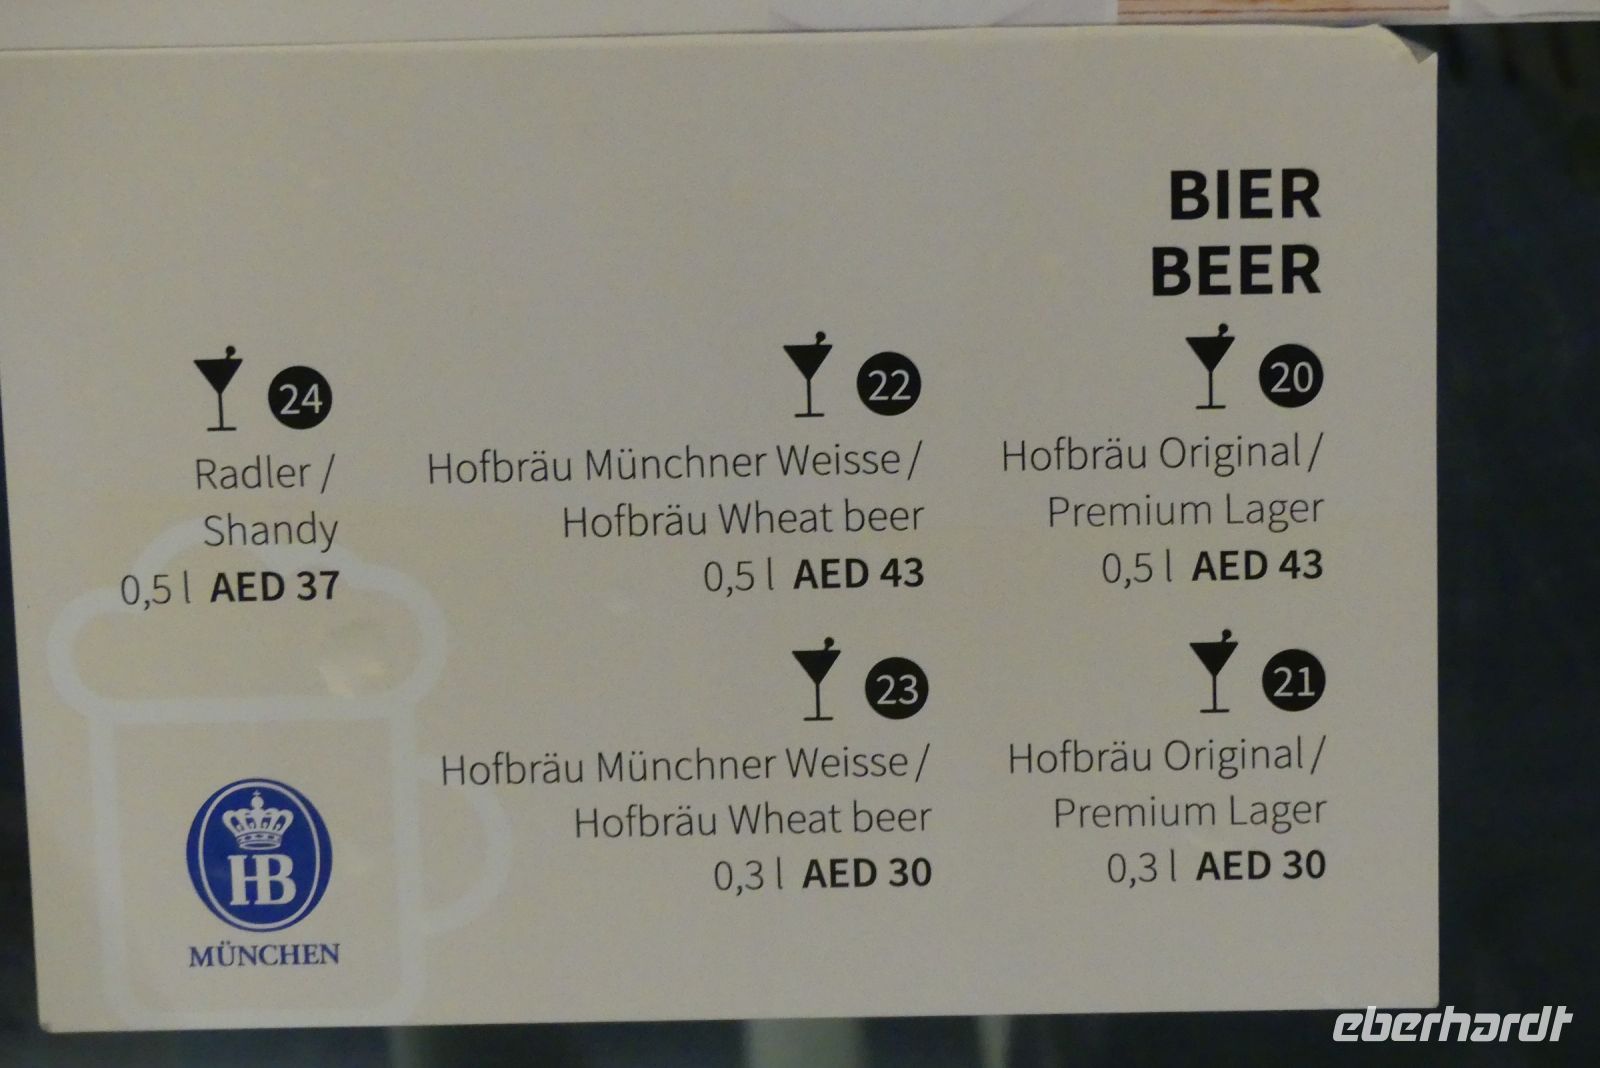 BIER
BEER
24
Radler /
Shandy
0,5 l AED 37
22
Hofbräu Münchner Weisse /
Hofbräu Wheat beer
0,5 l AED 43
20
Hofbräu Original /
Premium Lager
0,5 l AED 43
23
Hofbräu Münchner Weisse /
Hofbräu Wheat beer
0,3 l AED 30
21
Hofbräu Original /
Premium Lager
0,3 l AED 30
HB
MÜNCHEN
eberhardt